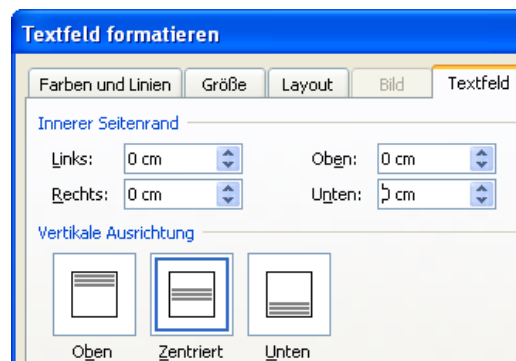 Textfeld formatieren
Farben und Linien Größe Layout Bild Textfeld
Innerer Seitenrand
Links: 0 cm Oben: 0 cm
Rechts: 0 cm Unten: cm
Vertikale Ausrichtung
Oben Zentriert Unten